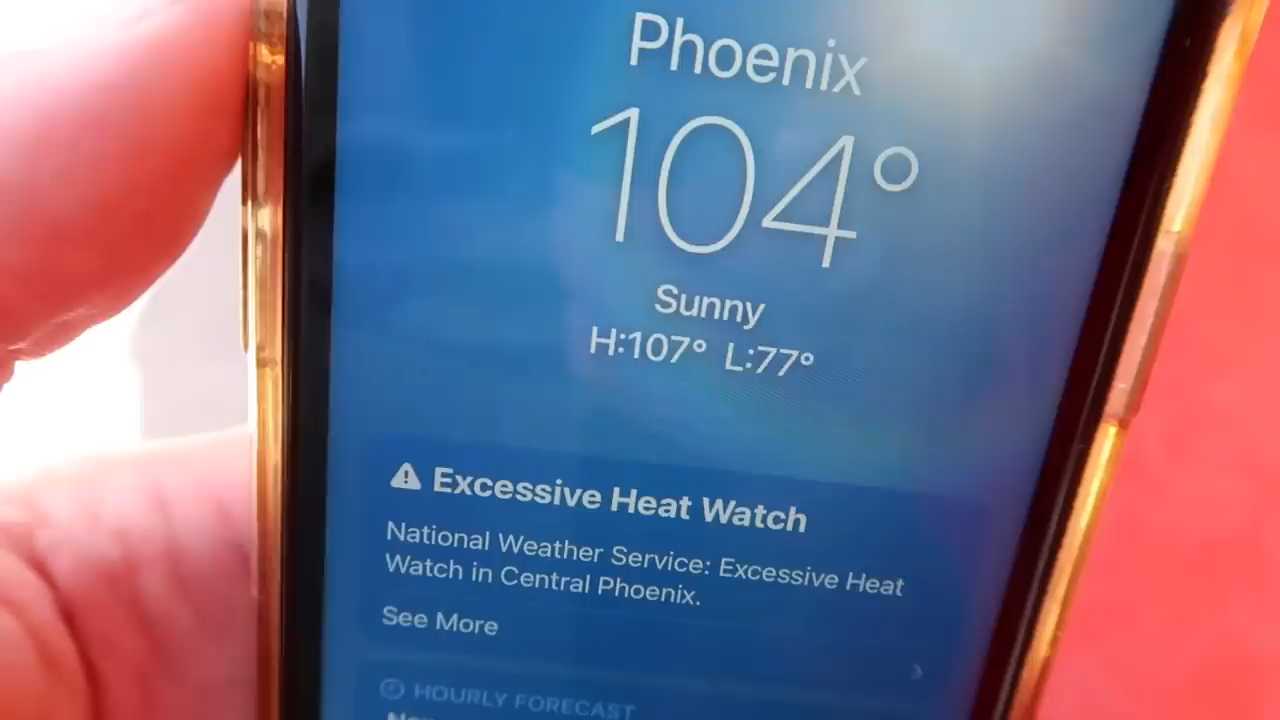 Phoenix
104°
Sunny
H:107° L:77°
Excessive Heat Watch
National Weather Service: Excessive Heat
Watch in Central Phoenix.
See More
HOURLY FORECAST